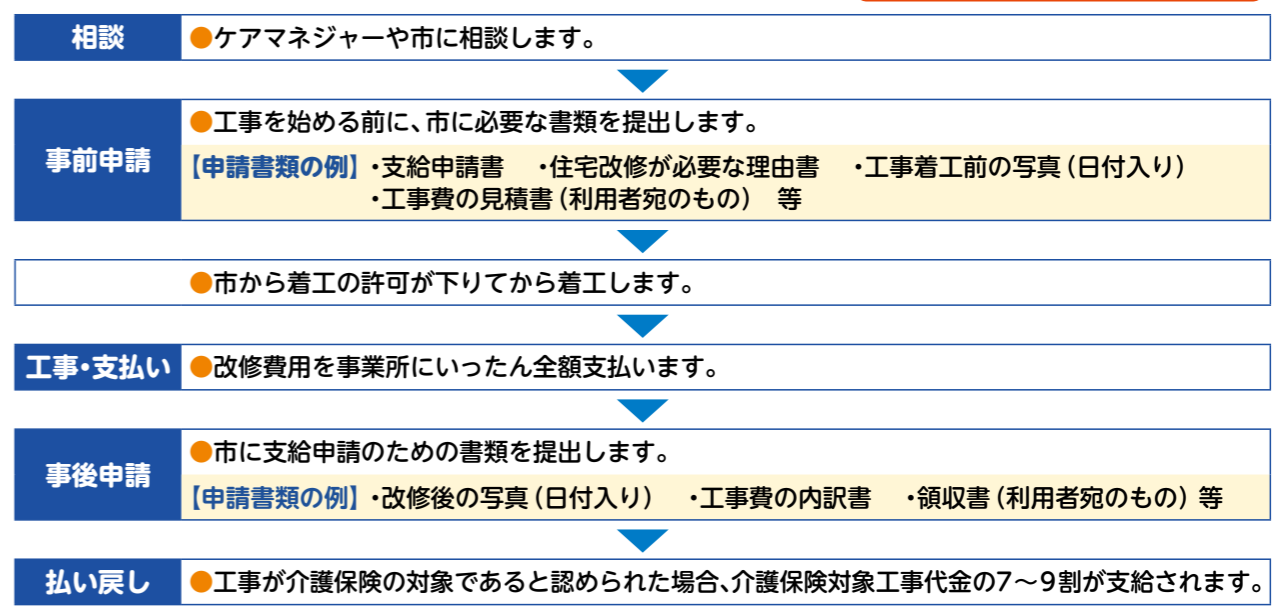 相談 ●ケアマネジャーや市に相談します。
事前申請
●工事を始める前に、市に必要な書類を提出します。
【申請書類の例】・支給申請書 ・住宅改修が必要な理由書 ・工事着工前の写真(日付入り)
・工事費の見積書(利用者宛のもの) 等
●市から着工の許可が下りてから着工します。
工事・支払い ●改修費用を事業所にいったん全額支払います。
事後申請
●市に支給申請のための書類を提出します。
【申請書類の例】・改修後の写真(日付入り) ・工事費の内訳書 ・領収書(利用者宛のもの)等
払い戻し ●工事が介護保険の対象であると認められた場合、介護保険対象工事代金の7～9割が支給されます。